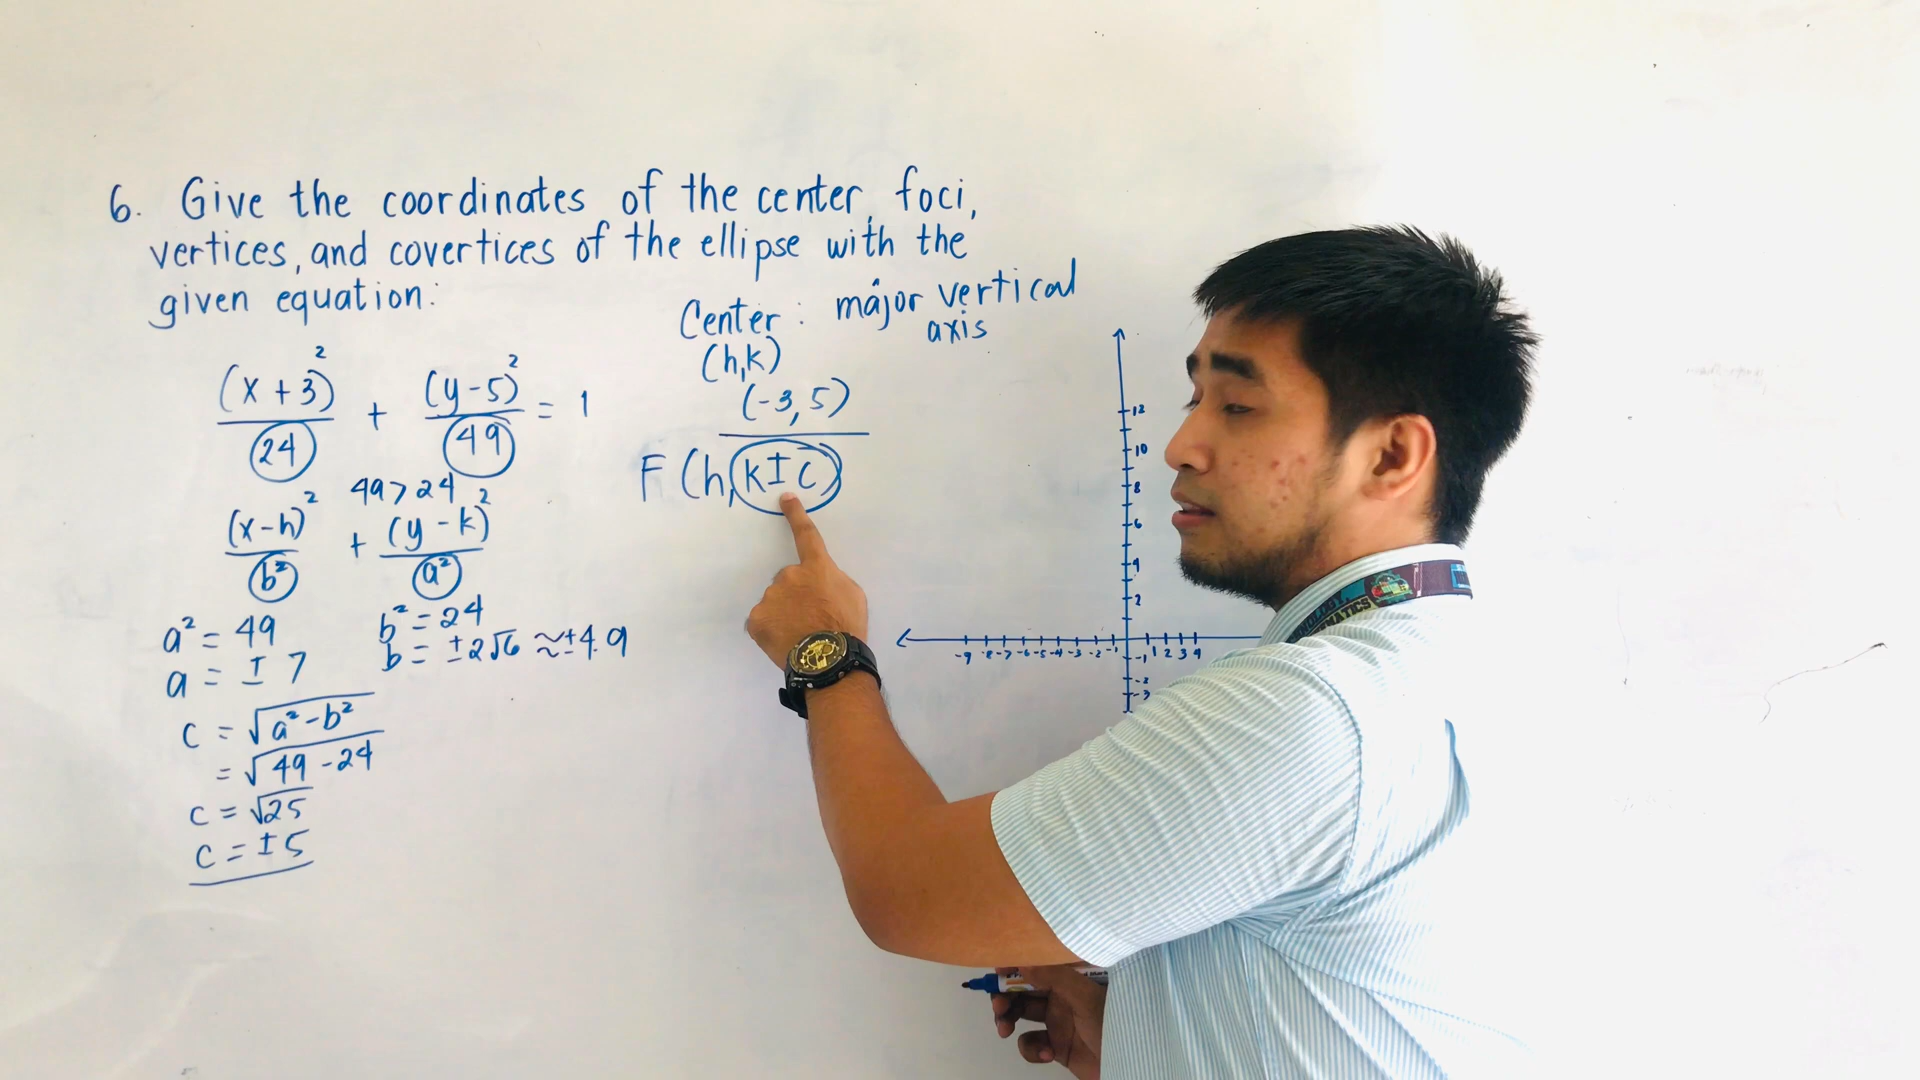 6. Give the coordinates of the center, foci,
vertices, and covertices of the ellipse with the
given equation:
(x + 3)² / 24 + (y - 5)² / 49 = 1
49 > 24
(x - h)² / b² + (y - k)² / a²
a² = 49
a = ± 7
b² = 24
b = ± 2√6 ≈ ± 4.9
c = √a² - b²
= √49 - 24
c = √25
c = ± 5
Center : major vertical
axis
(h,k)
(-3, 5)
F (h, k ± c)
12
10
8
6
4
2
-9 -8 -7 -6 -5 -4 -3 -2 -1 1 2 3 4
-1
-2
-3